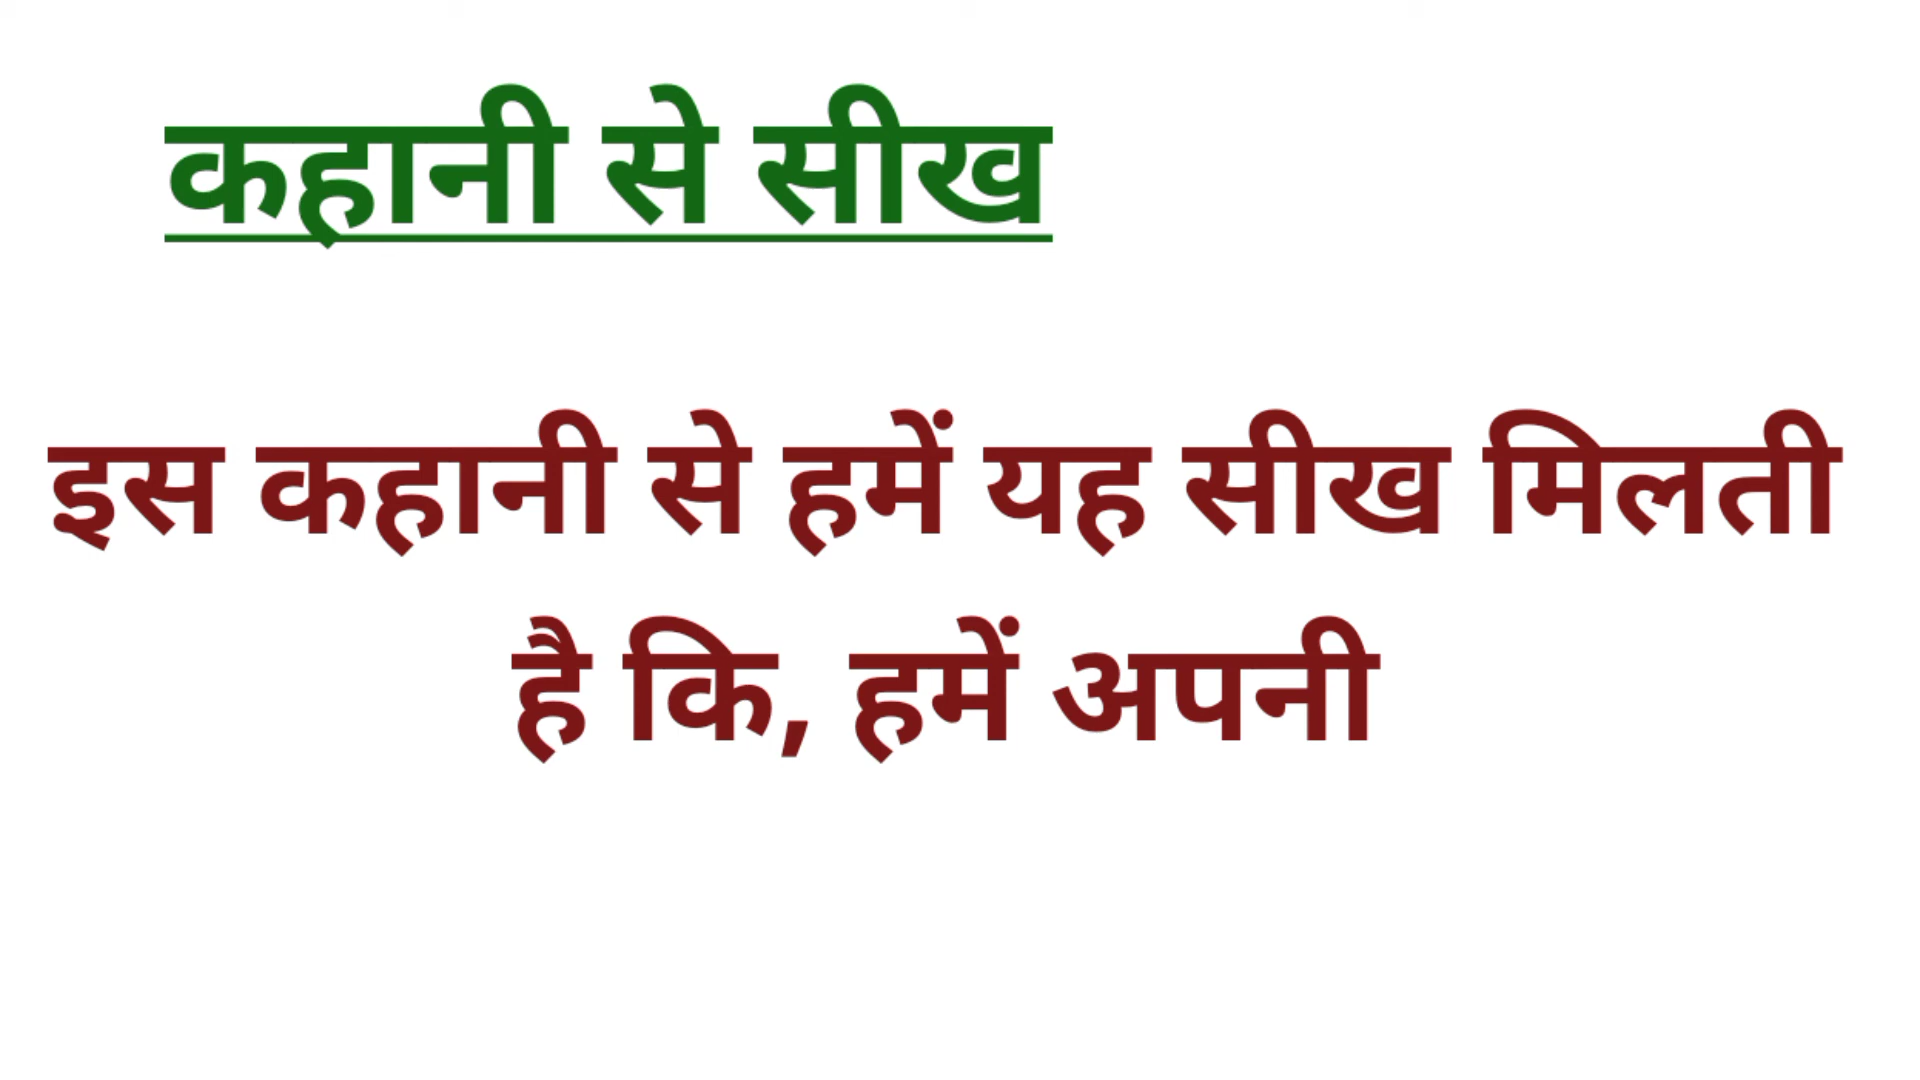 कहानी से सीख
इस कहानी से हमें यह सीख मिलती
है कि, हमें अपनी